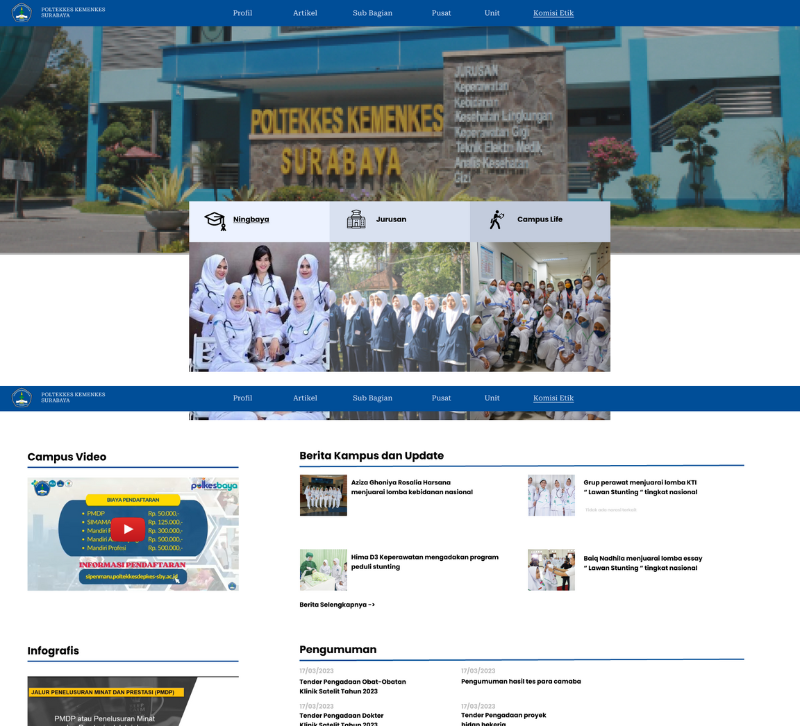 POLTEKKES KEMENKES
SURABAYA
Profil
Artikel
Sub Bagian
Pusat
Unit
Komisi Etik
JURUSAN
Keperawatan
Kebidanan
Kesehatan Lingkungan
Keperawatan Gigi
Teknik Elektro Medik
Analis Kesehatan
Gizi
POLTEKKES KEMENKES
SURABAYA
Ningbaya
Jurusan
Campus Life
POLTEKKES KEMENKES
SURABAYA
Profil
Artikel
Sub Bagian
Pusat
Unit
Komisi Etik
Campus Video
polkesbaya
BIAYA PENDAFTARAN
• PMDP Rp. 50.000,-
• SIMAMA Rp. 125.000,-
• Mandiri Rp. 300.000,-
• Mandiri A Rp. 500.000,-
• Mandiri Profesi Rp. 500.000,-
INFORMASI PENDAFTARAN
sipenmaru.poltekkesdepkes-sby.ac.id
Berita Kampus dan Update
Aziza Ghoniya Rosalia Harsana
menjuarai lomba kebidanan nasional
Grup perawat menjuarai lomba KTI
“ Lawan Stunting ” tingkat nasional
Hima D3 Keperawatan mengadakan program
peduli stunting
Baiq Nadhila menjuarai lomba essay
“ Lawan Stunting ” tingkat nasional
Berita Selengkapnya ->
Infografis
JALUR PENELUSURAN MINAT DAN PRESTASI (PMDP)
PMDP atau Penelusuran Minat
Pengumuman
17/03/2023
Tender Pengadaan Obat-Obatan
Klinik Satelit Tahun 2023
17/03/2023
Pengumuman hasil tes para camaba
17/03/2023
Tender Pengadaan Dokter
Klinik Satelit Tahun 2023
17/03/2023
Tender Pengadaan proyek
bidan bekerja